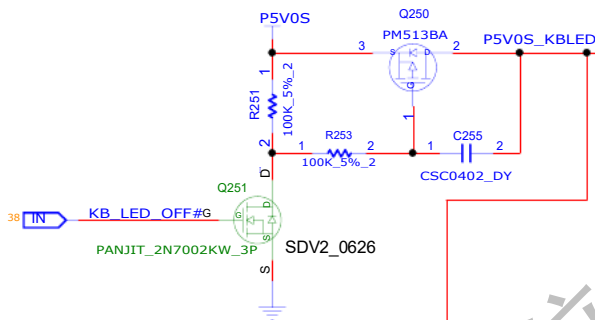 P5V0S
Q250
PM513BA
3
S
D
2
P5V0S_KBLED
G
1
1
R251
100K_5%_2
2
1
R253
2
100K_5%_2
1
C255
2
CSC0402_DY
D
Q251
D
38 IN
KB_LED_OFF#
G
G
S
PANJIT_2N7002KW_3P
SDV2_0626
S